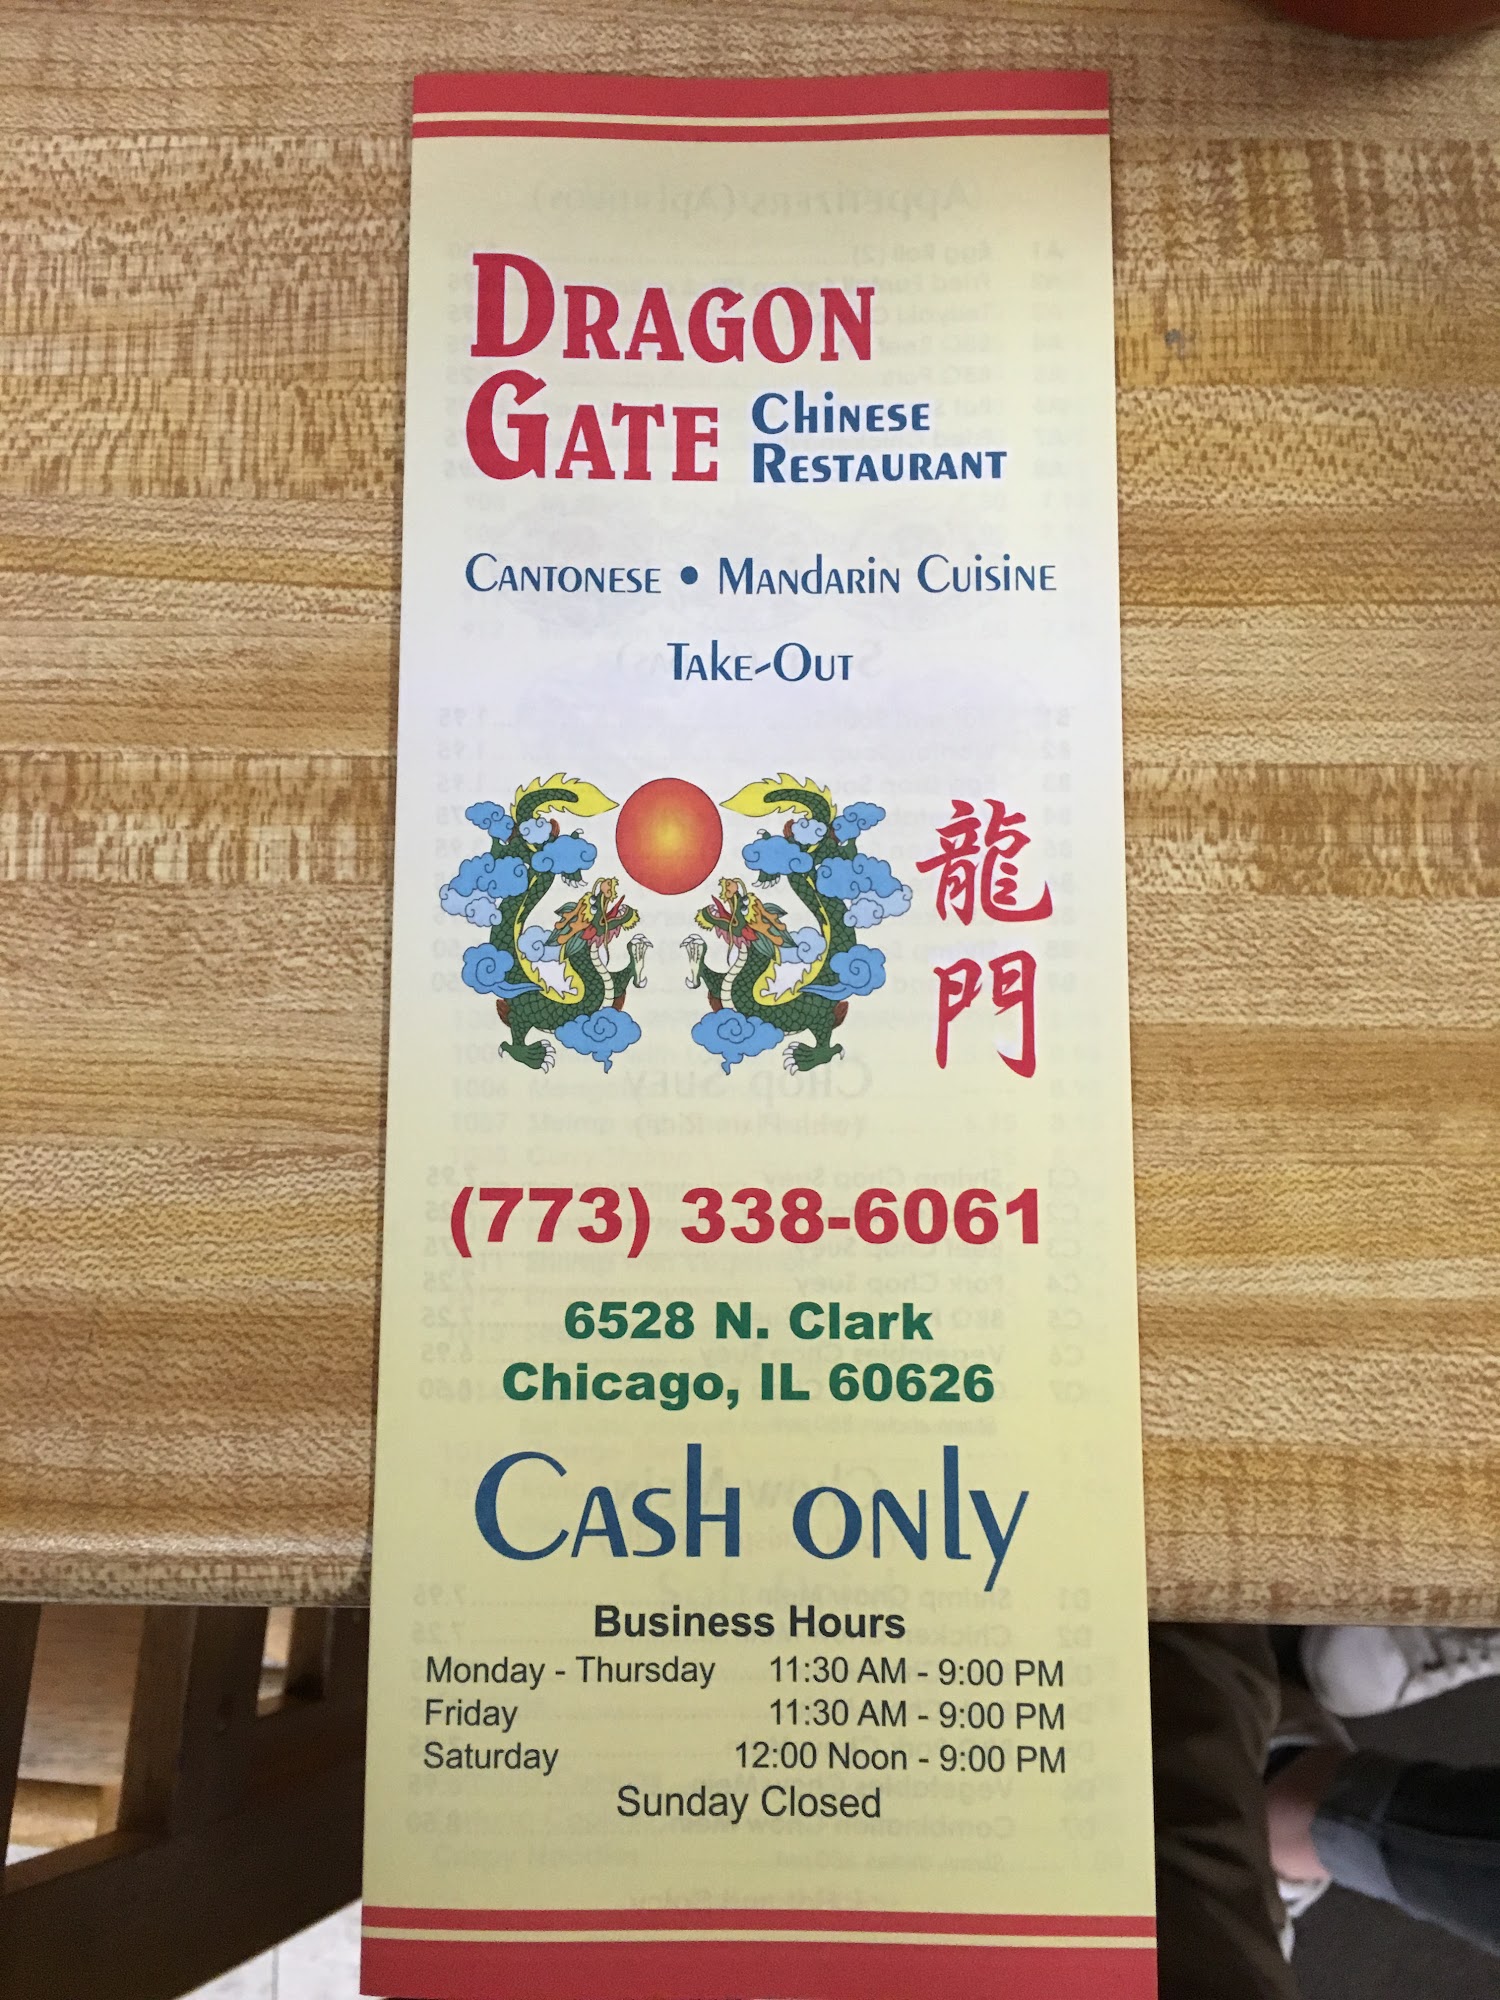 DRAGON
GATE CHINESE
RESTAURANT
CANTONESE • MANDARIN CUISINE
TAKE-OUT
龍
門
(773) 338-6061
6528 N. Clark
Chicago, IL 60626
CASH ONLY
Business Hours
Monday - Thursday 11:30 AM - 9:00 PM
Friday 11:30 AM - 9:00 PM
Saturday 12:00 Noon - 9:00 PM
Sunday Closed